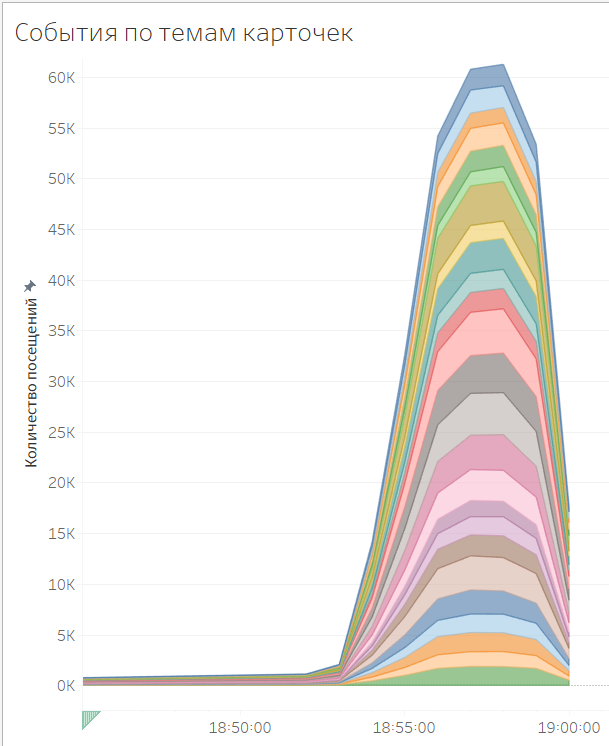 События по темам карточек
60K
55K
50K
45K
40K
35K
30K
25K
20K
15K
10K
5K
0K
Количество посещений
18:50:00
18:55:00
19:00:00